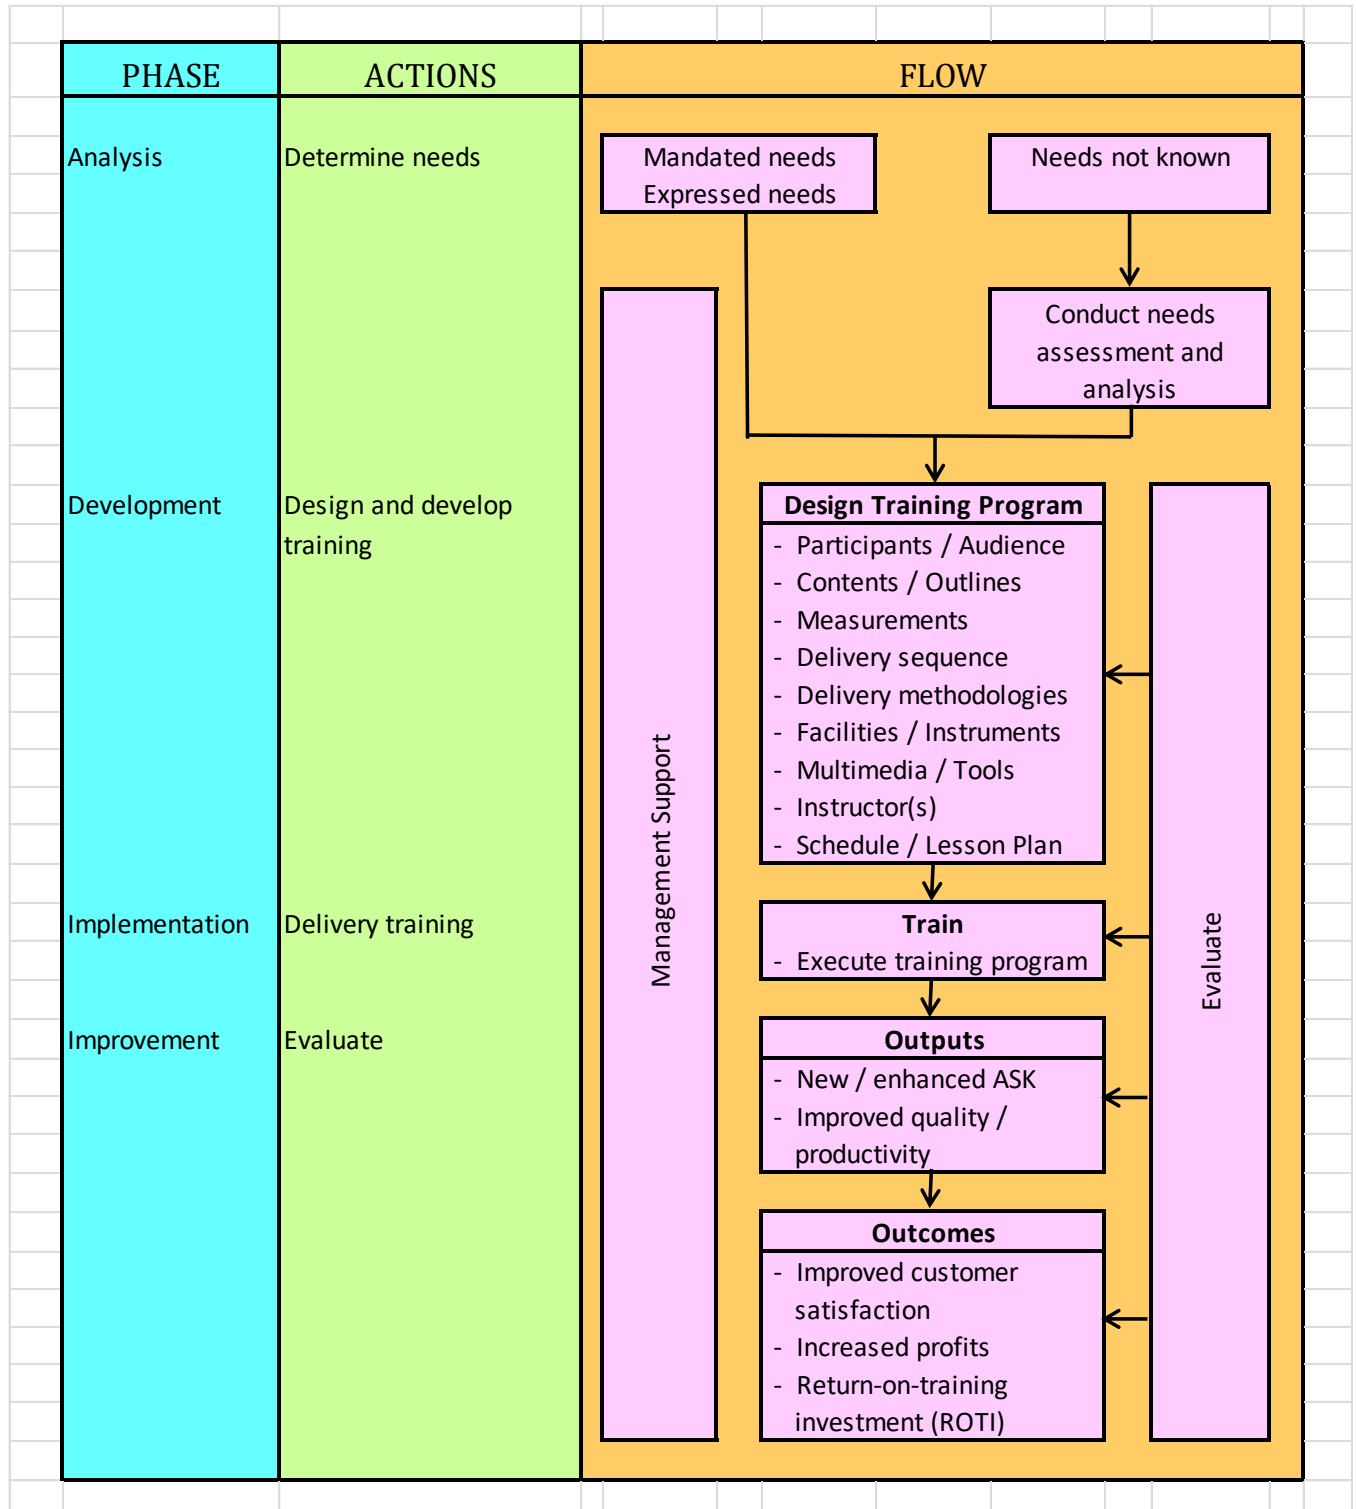 PHASE
ACTIONS
FLOW
Analysis
Determine needs
Mandated needs
Expressed needs
Needs not known
Conduct needs
assessment and
analysis
Development
Design and develop
training
Design Training Program
- Participants / Audience
- Contents / Outlines
- Measurements
- Delivery sequence
- Delivery methodologies
- Facilities / Instruments
- Multimedia / Tools
- Instructor(s)
- Schedule / Lesson Plan
Management Support
Evaluate
Implementation
Delivery training
Train
- Execute training program
Improvement
Evaluate
Outputs
- New / enhanced ASK
- Improved quality /
productivity
Outcomes
- Improved customer
satisfaction
- Increased profits
- Return-on-training
investment (ROTI)